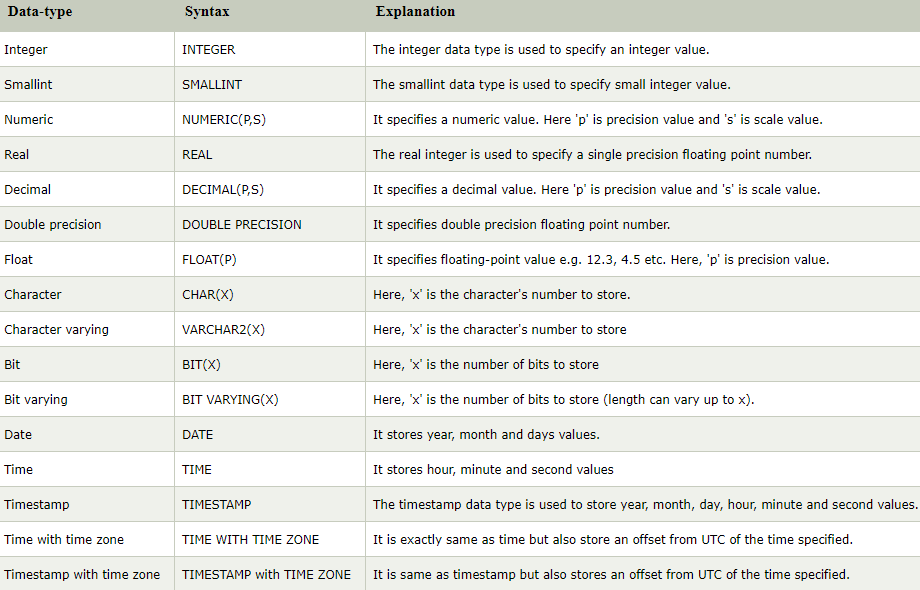 Data-type Syntax Explanation
Integer INTEGER The integer data type is used to specify an integer value.
Smallint SMALLINT The smallint data type is used to specify small integer value.
Numeric NUMERIC(P,S) It specifies a numeric value. Here 'p' is precision value and 's' is scale value.
Real REAL The real integer is used to specify a single precision floating point number.
Decimal DECIMAL(P,S) It specifies a decimal value. Here 'p' is precision value and 's' is scale value.
Double precision DOUBLE PRECISION It specifies double precision floating point number.
Float FLOAT(P) It specifies floating-point value e.g. 12.3, 4.5 etc. Here, 'p' is precision value.
Character CHAR(X) Here, 'x' is the character's number to store.
Character varying VARCHAR2(X) Here, 'x' is the character's number to store
Bit BIT(X) Here, 'x' is the number of bits to store
Bit varying BIT VARYING(X) Here, 'x' is the number of bits to store (length can vary up to x).
Date DATE It stores year, month and days values.
Time TIME It stores hour, minute and second values
Timestamp TIMESTAMP The timestamp data type is used to store year, month, day, hour, minute and second values.
Time with time zone TIME WITH TIME ZONE It is exactly same as time but also store an offset from UTC of the time specified.
Timestamp with time zone TIMESTAMP with TIME ZONE It is same as timestamp but also stores an offset from UTC of the time specified.